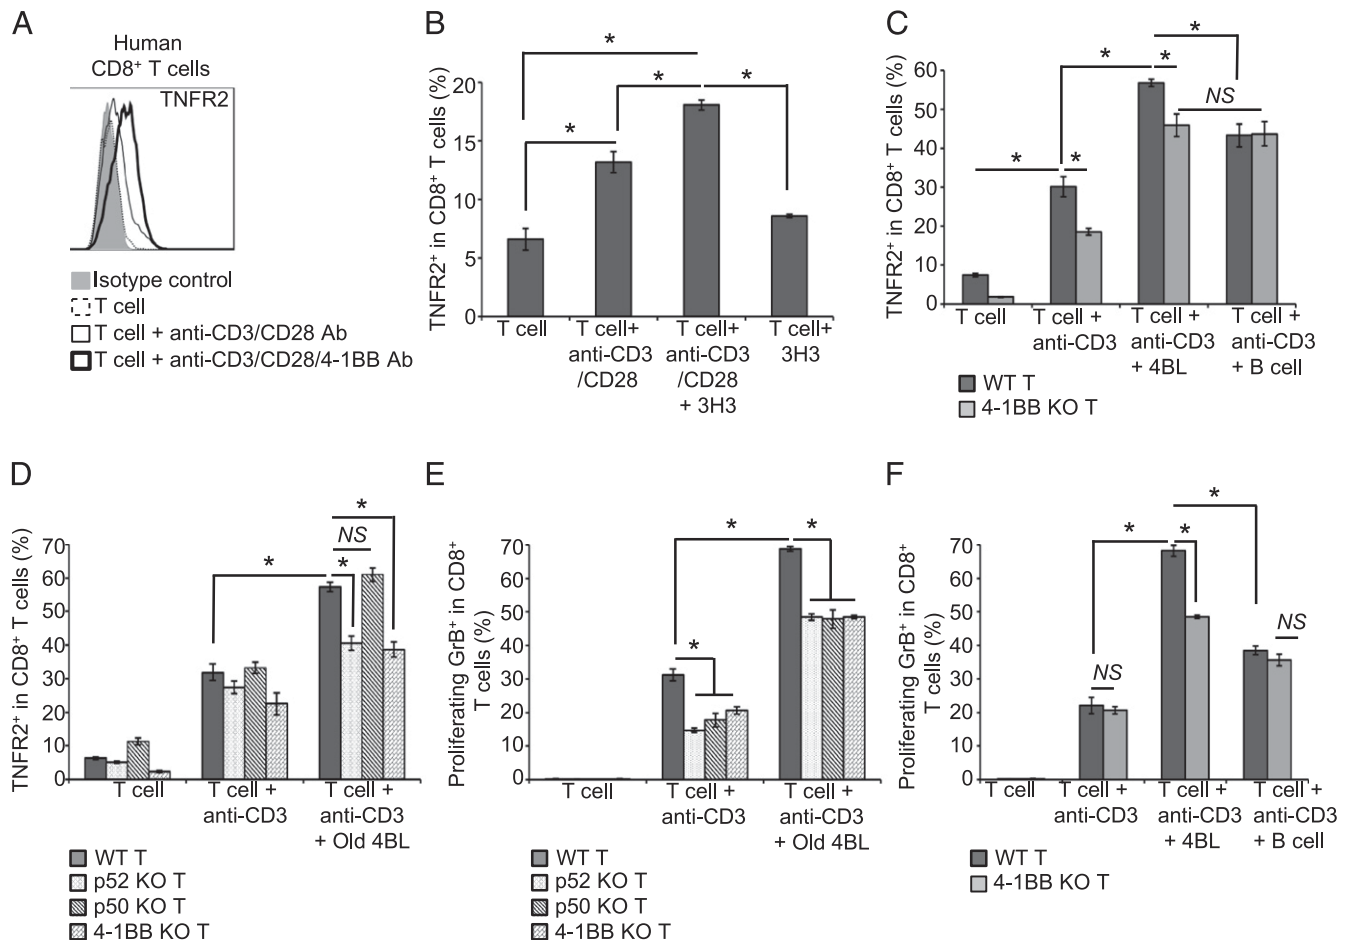 A
Human
CD8⁺ T cells
TNFR2
Isotype control
T cell
T cell + anti-CD3/CD28 Ab
T cell + anti-CD3/CD28/4-1BB Ab
B
TNFR2⁺ in CD8⁺ T cells (%)
20
15
10
5
0
*
*
*
*
T cell
T cell+
anti-CD3
/CD28
T cell+
anti-CD3
/CD28
+ 3H3
T cell+
3H3
C
TNFR2⁺ in CD8⁺ T cells (%)
60
50
40
30
20
10
0
*
*
*
*
*
NS
T cell
T cell +
anti-CD3
T cell +
anti-CD3
+ 4BL
T cell +
anti-CD3
+ B cell
WT T
4-1BB KO T
D
TNFR2⁺ in CD8⁺ T cells (%)
70
60
50
40
30
20
10
0
*
*
NS
*
T cell
T cell +
anti-CD3
T cell +
anti-CD3
+ Old 4BL
WT T
p52 KO T
p50 KO T
4-1BB KO T
E
Proliferating GrB⁺ in CD8⁺
T cells (%)
70
60
50
40
30
20
10
0
*
*
*
T cell
T cell +
anti-CD3
T cell +
anti-CD3
+ Old 4BL
WT T
p52 KO T
p50 KO T
4-1BB KO T
F
Proliferating GrB⁺ in CD8⁺
T cells (%)
70
60
50
40
30
20
10
0
*
*
*
NS
NS
T cell
T cell +
anti-CD3
T cell +
anti-CD3
+ 4BL
T cell +
anti-CD3
+ B cell
WT T
4-1BB KO T